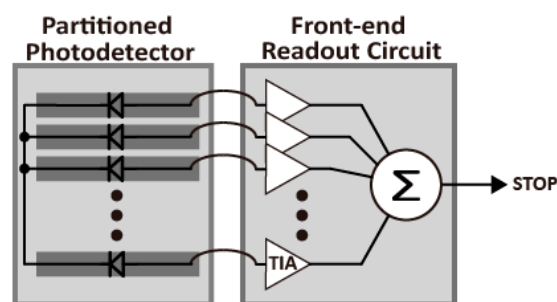 Partitioned
Photodetector
Front-end
Readout Circuit
Σ
STOP
TIA